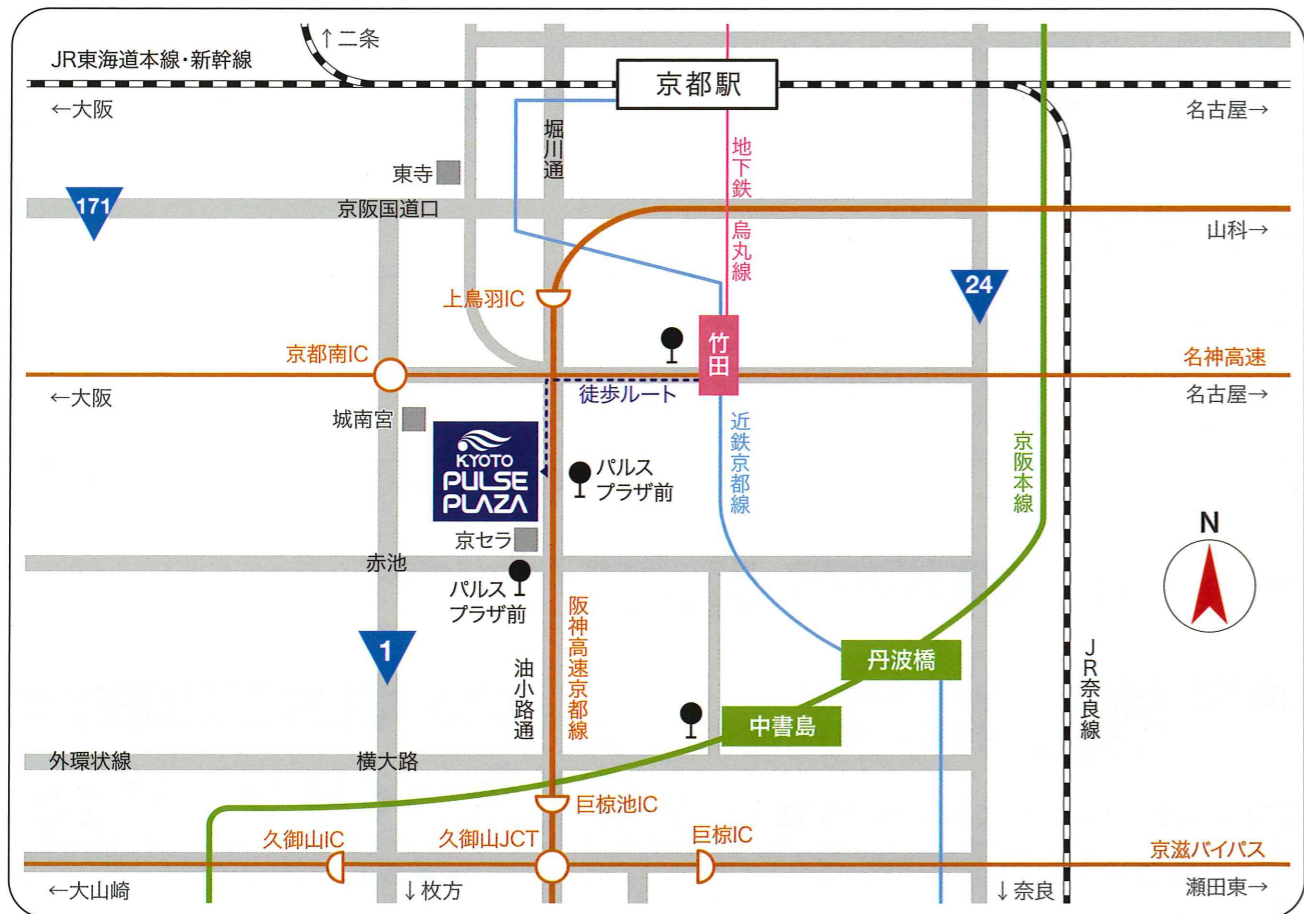 ↑二条
JR東海道本線・新幹線
京都駅
←大阪
名古屋→
堀川通
地下鉄 烏丸線
東寺
171
京阪国道口
山科→
24
上鳥羽IC
竹田
京都南IC
名神高速
←大阪
徒歩ルート
名古屋→
城南宮
KYOTO
PULSE
PLAZA
パルス
プラザ前
近鉄京都線
京阪本線
N
京セラ
赤池
パルス
プラザ前
阪神高速京都線
1
油小路通
丹波橋
JR奈良線
中書島
外環状線
横大路
巨椋池IC
久御山IC
久御山JCT
巨椋IC
京滋バイパス
←大山崎
↓枚方
↓奈良
瀬田東→